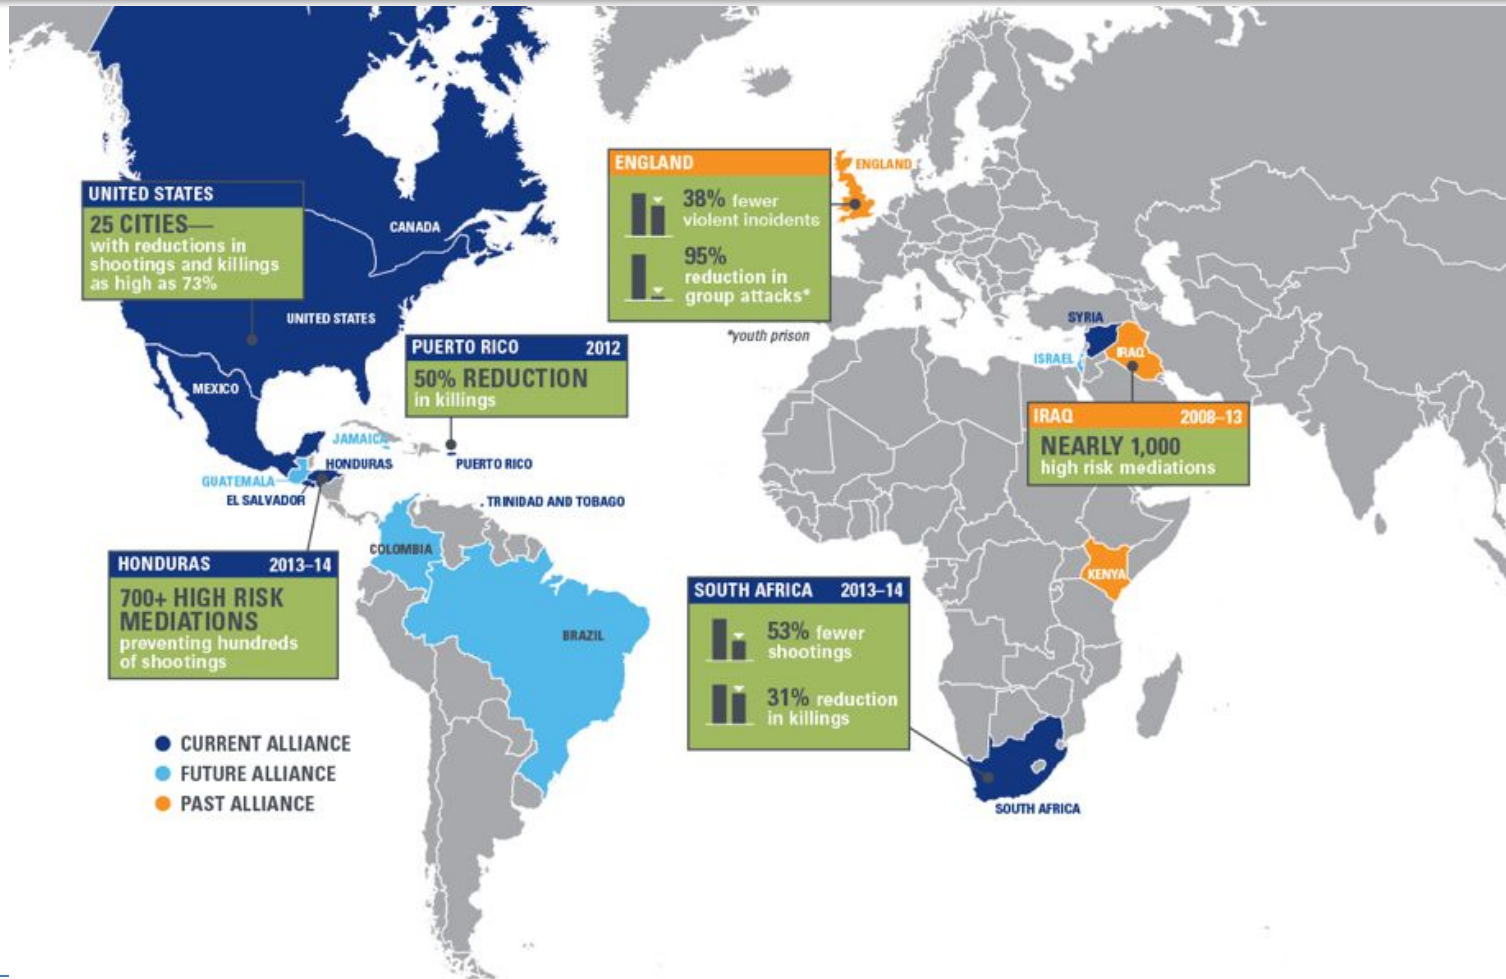 UNITED STATES
25 CITIES—
with reductions in
shootings and killings
as high as 73%
CANADA
UNITED STATES
MEXICO
PUERTO RICO 2012
50% REDUCTION
in killings
JAMAICA
HONDURAS
PUERTO RICO
GUATEMALA
EL SALVADOR
TRINIDAD AND TOBAGO
COLOMBIA
BRAZIL
HONDURAS 2013–14
700+ HIGH RISK
MEDIATIONS
preventing hundreds
of shootings
CURRENT ALLIANCE
FUTURE ALLIANCE
PAST ALLIANCE
ENGLAND
38% fewer
violent incidents
95%
reduction in
group attacks*
*youth prison
ENGLAND
SYRIA
ISRAEL
IRAQ
IRAQ 2008–13
NEARLY 1,000
high risk mediations
KENYA
SOUTH AFRICA 2013–14
53% fewer
shootings
31% reduction
in killings
SOUTH AFRICA